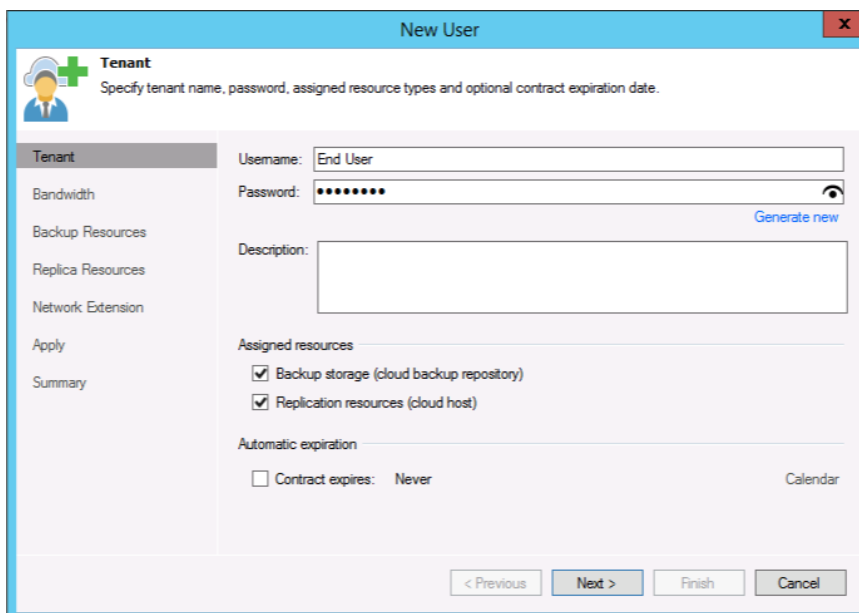 New User
x
Tenant
Specify tenant name, password, assigned resource types and optional contract expiration date.
Tenant
Bandwidth
Backup Resources
Replica Resources
Network Extension
Apply
Summary
Username: End User
Password: ••••••••
Generate new
Description:
Assigned resources
Backup storage (cloud backup repository)
Replication resources (cloud host)
Automatic expiration
Contract expires: Never Calendar
< Previous Next > Finish Cancel